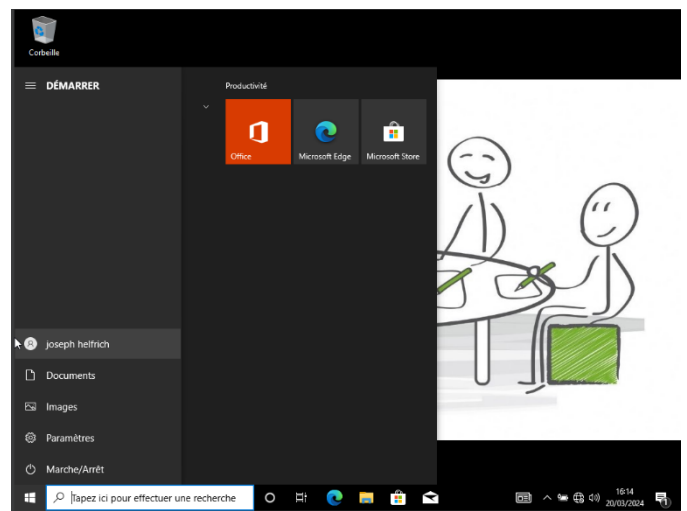 Corbeille
DÉMARRER
Productivité
Office
Microsoft Edge
Microsoft Store
joseph helfrich
Documents
Images
Paramètres
Marche/Arrêt
Tapez ici pour effectuer une recherche
16:14
20/03/2024
1